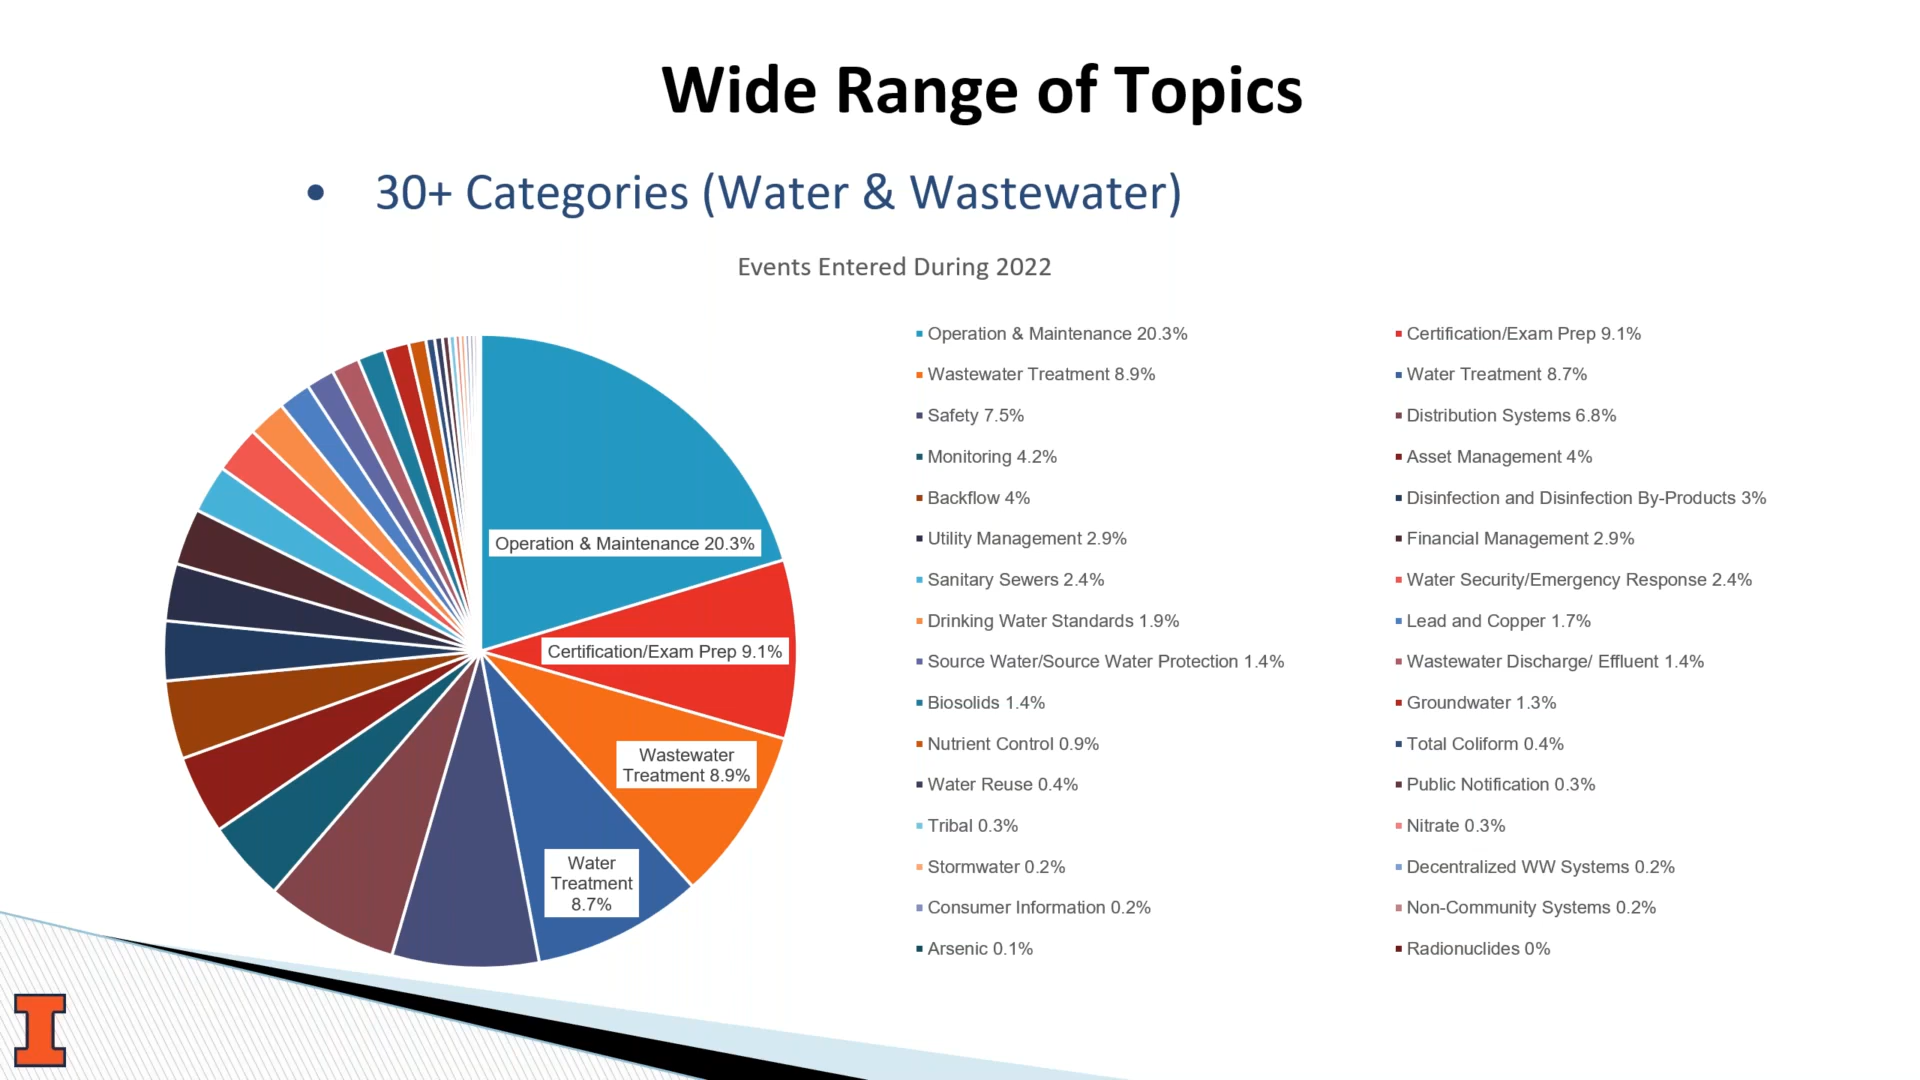 Wide Range of Topics
• 30+ Categories (Water & Wastewater)
Events Entered During 2022
Operation & Maintenance 20.3%
Certification/Exam Prep 9.1%
Wastewater
Treatment 8.9%
Water
Treatment
8.7%
Operation & Maintenance 20.3%
Certification/Exam Prep 9.1%
Wastewater Treatment 8.9%
Water Treatment 8.7%
Safety 7.5%
Distribution Systems 6.8%
Monitoring 4.2%
Asset Management 4%
Backflow 4%
Disinfection and Disinfection By-Products 3%
Utility Management 2.9%
Financial Management 2.9%
Sanitary Sewers 2.4%
Water Security/Emergency Response 2.4%
Drinking Water Standards 1.9%
Lead and Copper 1.7%
Source Water/Source Water Protection 1.4%
Wastewater Discharge/ Effluent 1.4%
Biosolids 1.4%
Groundwater 1.3%
Nutrient Control 0.9%
Total Coliform 0.4%
Water Reuse 0.4%
Public Notification 0.3%
Tribal 0.3%
Nitrate 0.3%
Stormwater 0.2%
Decentralized WW Systems 0.2%
Consumer Information 0.2%
Non-Community Systems 0.2%
Arsenic 0.1%
Radionuclides 0%
I